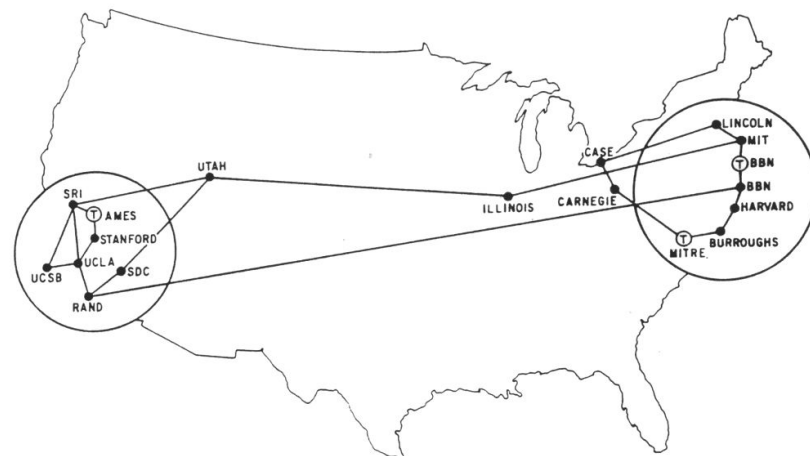 LINCOLN
MIT
CASE
T BBN
UTAH
BBN
SRI
ILLINOIS
CARNEGIE
T AMES
HARVARD
STANFORD
T
BURROUGHS
MITRE
UCLA
SDC
UCSB
RAND